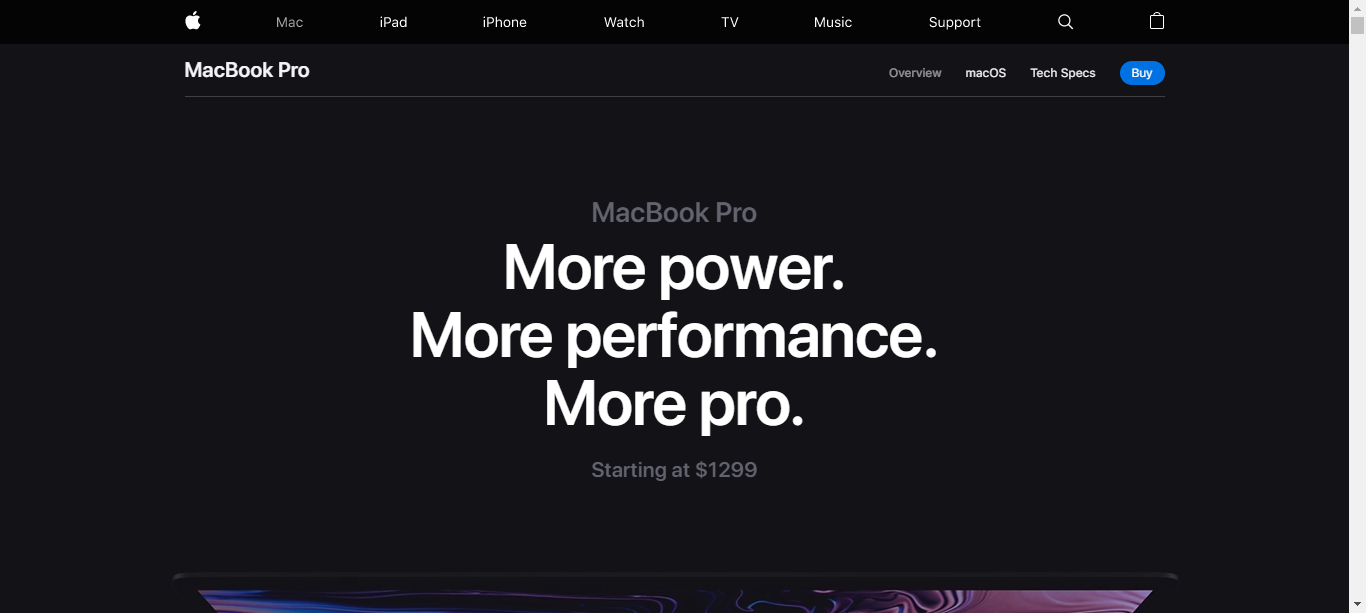 Mac iPad iPhone Watch TV Music Support
MacBook Pro Overview macOS Tech Specs Buy
MacBook Pro
More power.
More performance.
More pro.
Starting at $1299